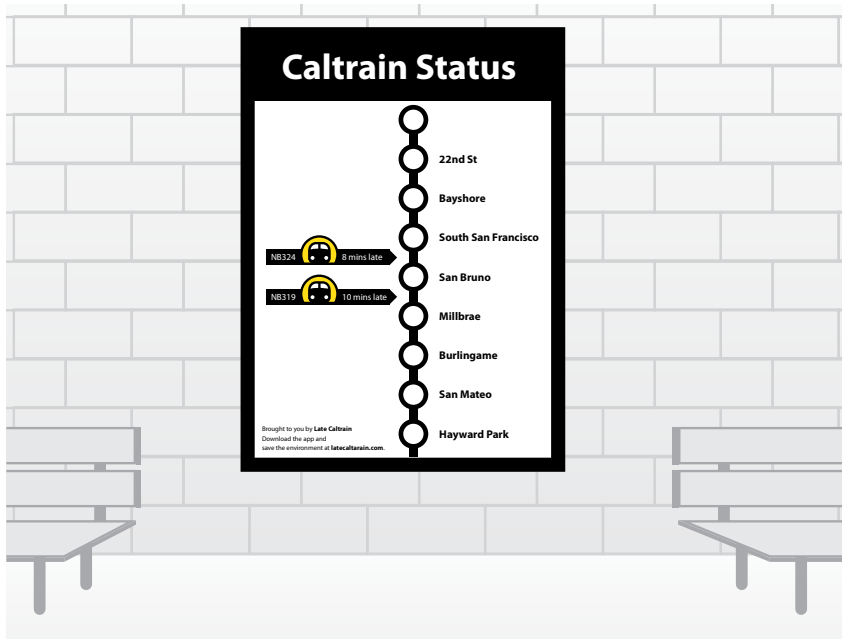 Caltrain Status
22nd St
Bayshore
South San Francisco
NB324 8 mins late
San Bruno
NB319 10 mins late
Millbrae
Burlingame
San Mateo
Hayward Park
Brought to you by Late Caltrain
Download the app and
save the environment at latecaltarain.com.